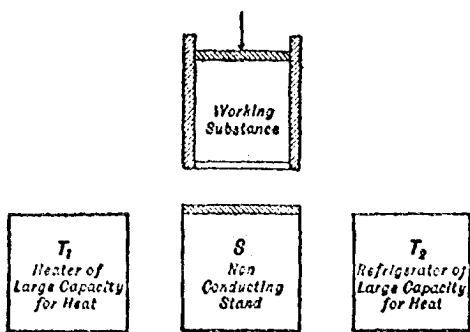 Working
Substance
T1
Heater of
Large Capacity
for Heat
S
Non
Conducting
Stand
T2
Refrigerator of
Large Capacity
for Heat